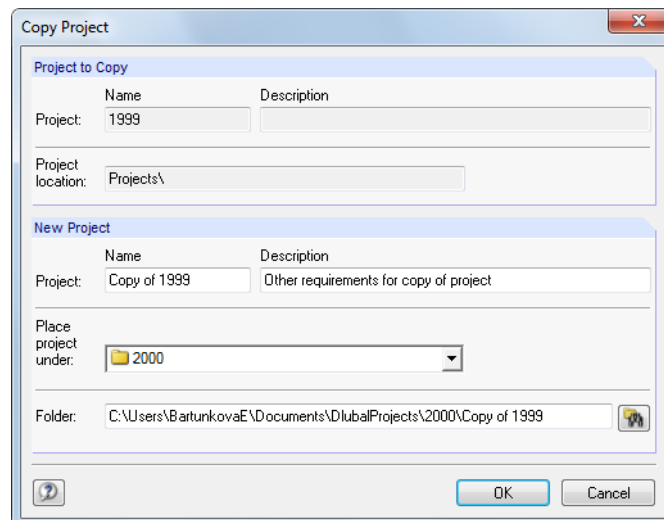 Copy Project
Project to Copy
Name Description
Project: 1999
Project
location: Projects\
New Project
Name Description
Project: Copy of 1999 Other requirements for copy of project
Place
project
under: 2000
Folder: C:\Users\BartunkovaE\Documents\DlubalProjects\2000\Copy of 1999
OK Cancel